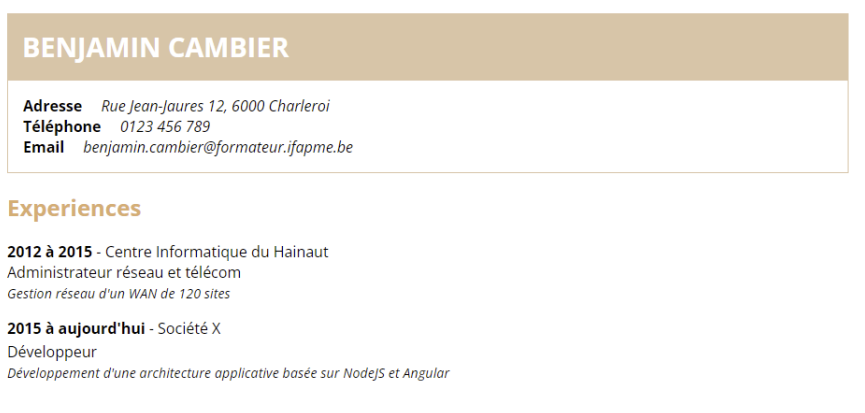 BENJAMIN CAMBIER
Adresse Rue Jean-Jaures 12, 6000 Charleroi
Téléphone 0123 456 789
Email benjamin.cambier@formateur.ifapme.be
Experiences
2012 à 2015 - Centre Informatique du Hainaut
Administrateur réseau et télécom
Gestion réseau d'un WAN de 120 sites
2015 à aujourd'hui - Société X
Développeur
Développement d'une architecture applicative basée sur NodeJS et Angular